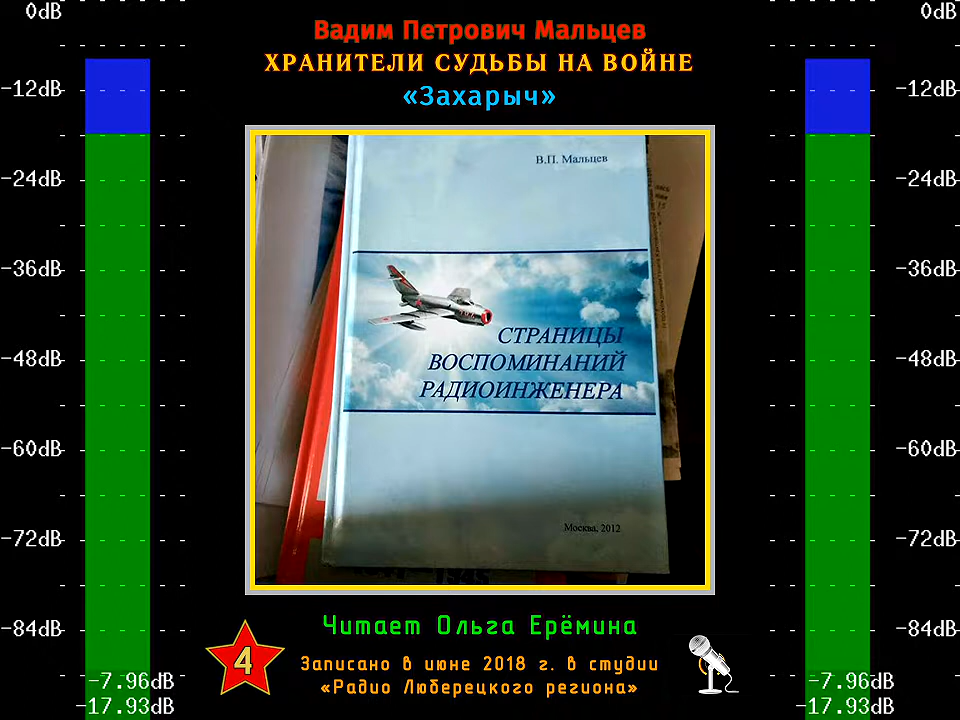 Вадим Петрович Мальцев
ХРАНИТЕЛИ СУДЬБЫ НА ВОЙНЕ
«Захарыч»
0dB
0dB
-12dB
-12dB
-24dB
-24dB
-36dB
-36dB
-48dB
-48dB
-60dB
-60dB
-72dB
-72dB
-84dB
-84dB
-7.96dB
-7.96dB
-17.93dB
-17.93dB
В.П. Мальцев
СТРАНИЦЫ
ВОСПОМИНАНИЙ
РАДИОИНЖЕНЕРА
Москва, 2012
Читает Ольга Ерёмина
4
Записано в июне 2018 г. в студии
«Радио Люберецкого региона»